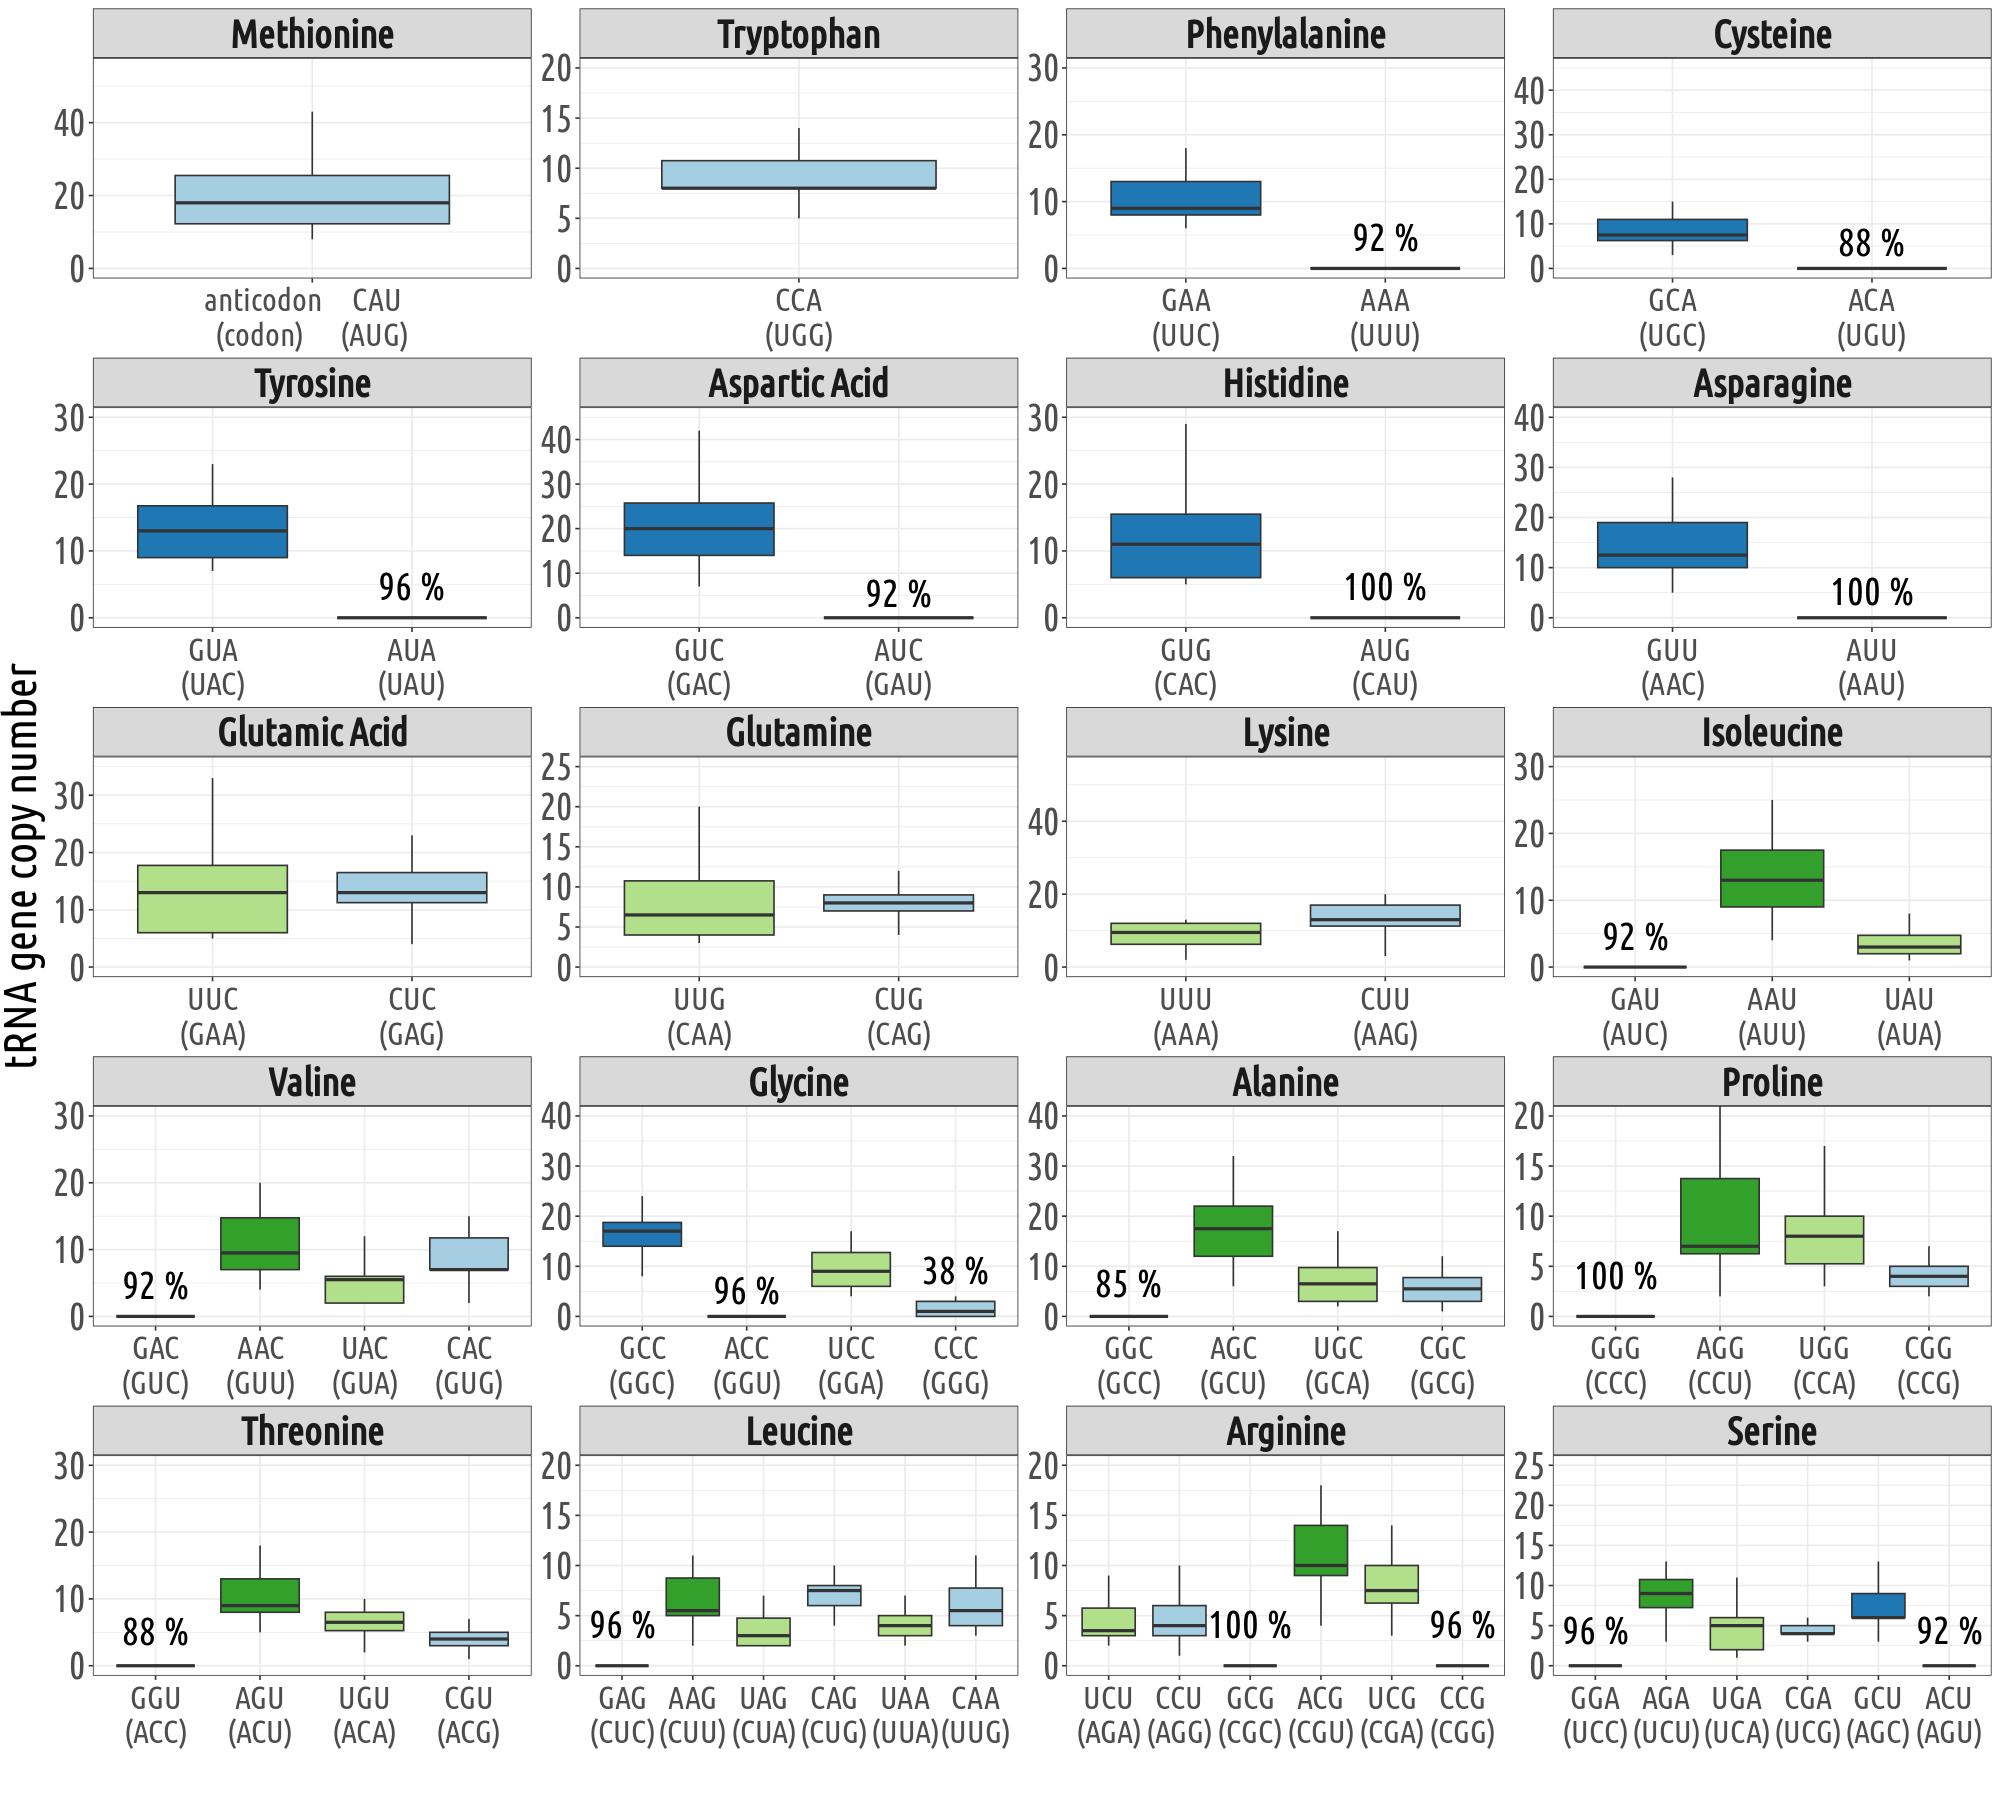 Methionine
Tryptophan
Phenylalanine
Cysteine
40
20
0
20
15
10
5
0
30
20
10
0
92 %
40
30
20
10
0
88 %
anticodon CAU
(codon) (AUG)
CCA
(UGG)
GAA AAA
(UUC) (UUU)
GCA ACA
(UGC) (UGU)
Tyrosine
Aspartic Acid
Histidine
Asparagine
30
20
10
0
96 %
40
30
20
10
0
92 %
30
20
10
0
100 %
40
30
20
10
0
100 %
GUA AUA
(UAC) (UAU)
GUC AUC
(GAC) (GAU)
GUG AUG
(CAC) (CAU)
GUU AUU
(AAC) (AAU)
tRNA gene copy number
Glutamic Acid
Glutamine
Lysine
Isoleucine
30
20
10
0
25
20
15
10
5
0
40
20
0
30
20
10
0
92 %
UUC CUC
(GAA) (GAG)
UUG CUG
(CAA) (CAG)
UUU CUU
(AAA) (AAG)
GAU AAU UAU
(AUC) (AUU) (AUA)
Valine
Glycine
Alanine
Proline
30
20
10
0
92 %
40
30
20
10
0
96 %
38 %
40
30
20
10
0
85 %
20
15
10
5
0
100 %
GAC AAC UAC CAC
(GUC) (GUU) (GUA) (GUG)
GCC ACC UCC CCC
(GGC) (GGU) (GGA) (GGG)
GGC AGC UGC CGC
(GCC) (GCU) (GCA) (GCG)
GGG AGG UGG CGG
(CCC) (CCU) (CCA) (CCG)
Threonine
Leucine
Arginine
Serine
30
20
10
0
88 %
20
15
10
5
0
96 %
20
15
10
5
0
100 %
96 %
25
20
15
10
5
0
96 %
92 %
GGU AGU UGU CGU
(ACC) (ACU) (ACA) (ACG)
GAG AAG UAG CAG UAA CAA
(CUC) (CUU) (CUA) (CUG) (UUA) (UUG)
UCU CCU GCG ACG UCG CCG
(AGA) (AGG) (CGC) (CGU) (CGA) (CGG)
GGA AGA UGA CGA GCU ACU
(UCC) (UCU) (UCA) (UCG) (AGC) (AGU)